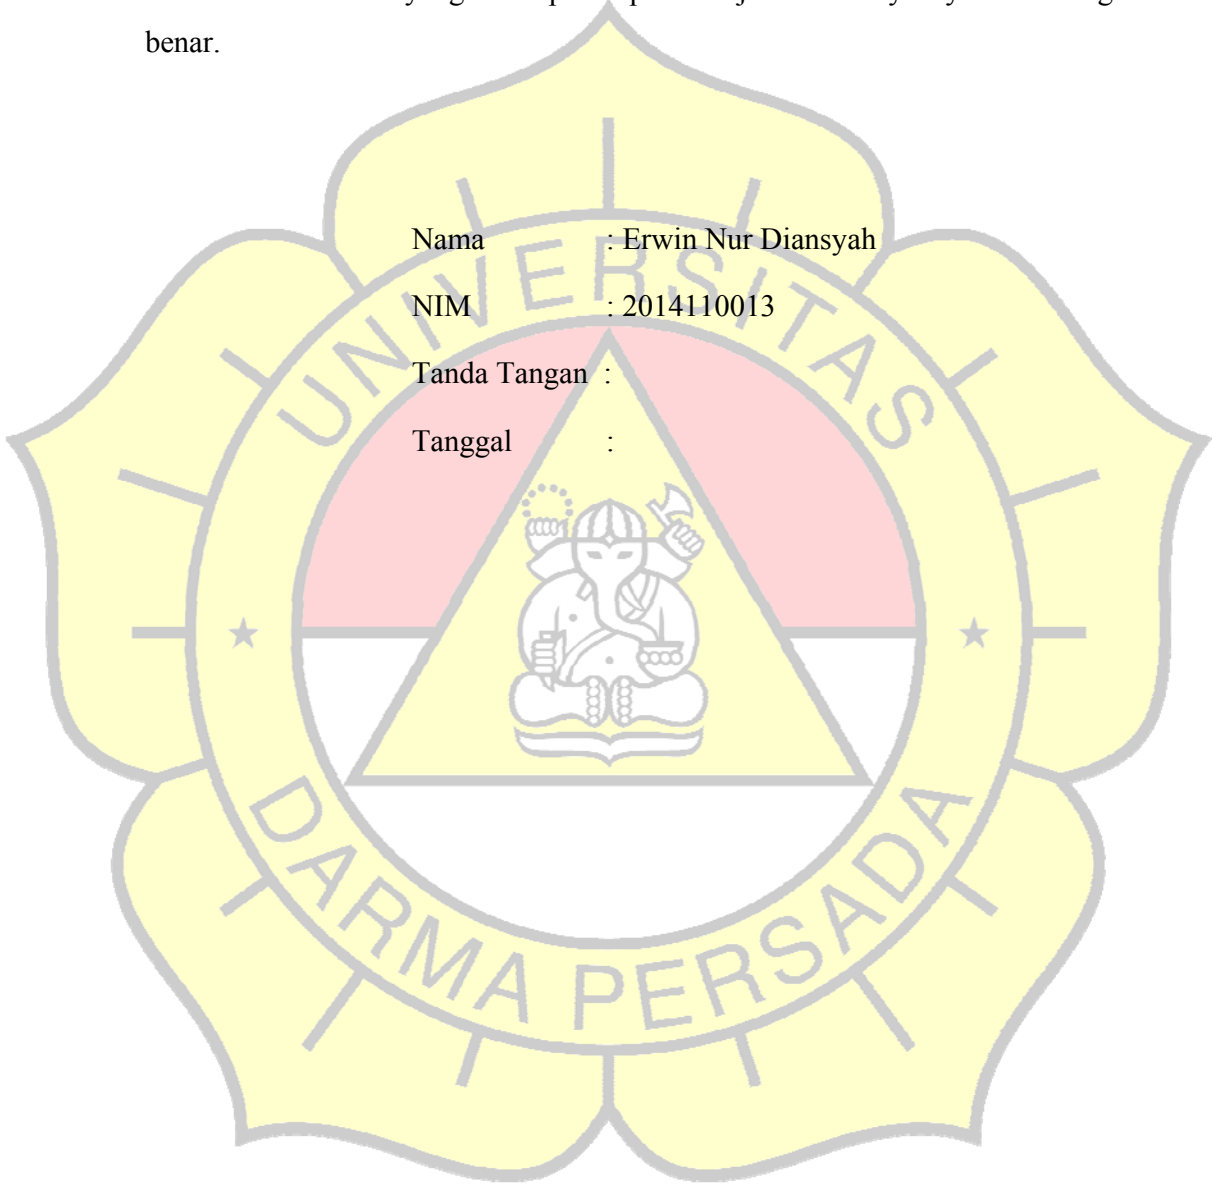 benar.
Nama : Erwin Nur Diansyah
NIM : 2014110013
Tanda Tangan :
Tanggal :
UNIVERSITAS
DARMA PERSADA